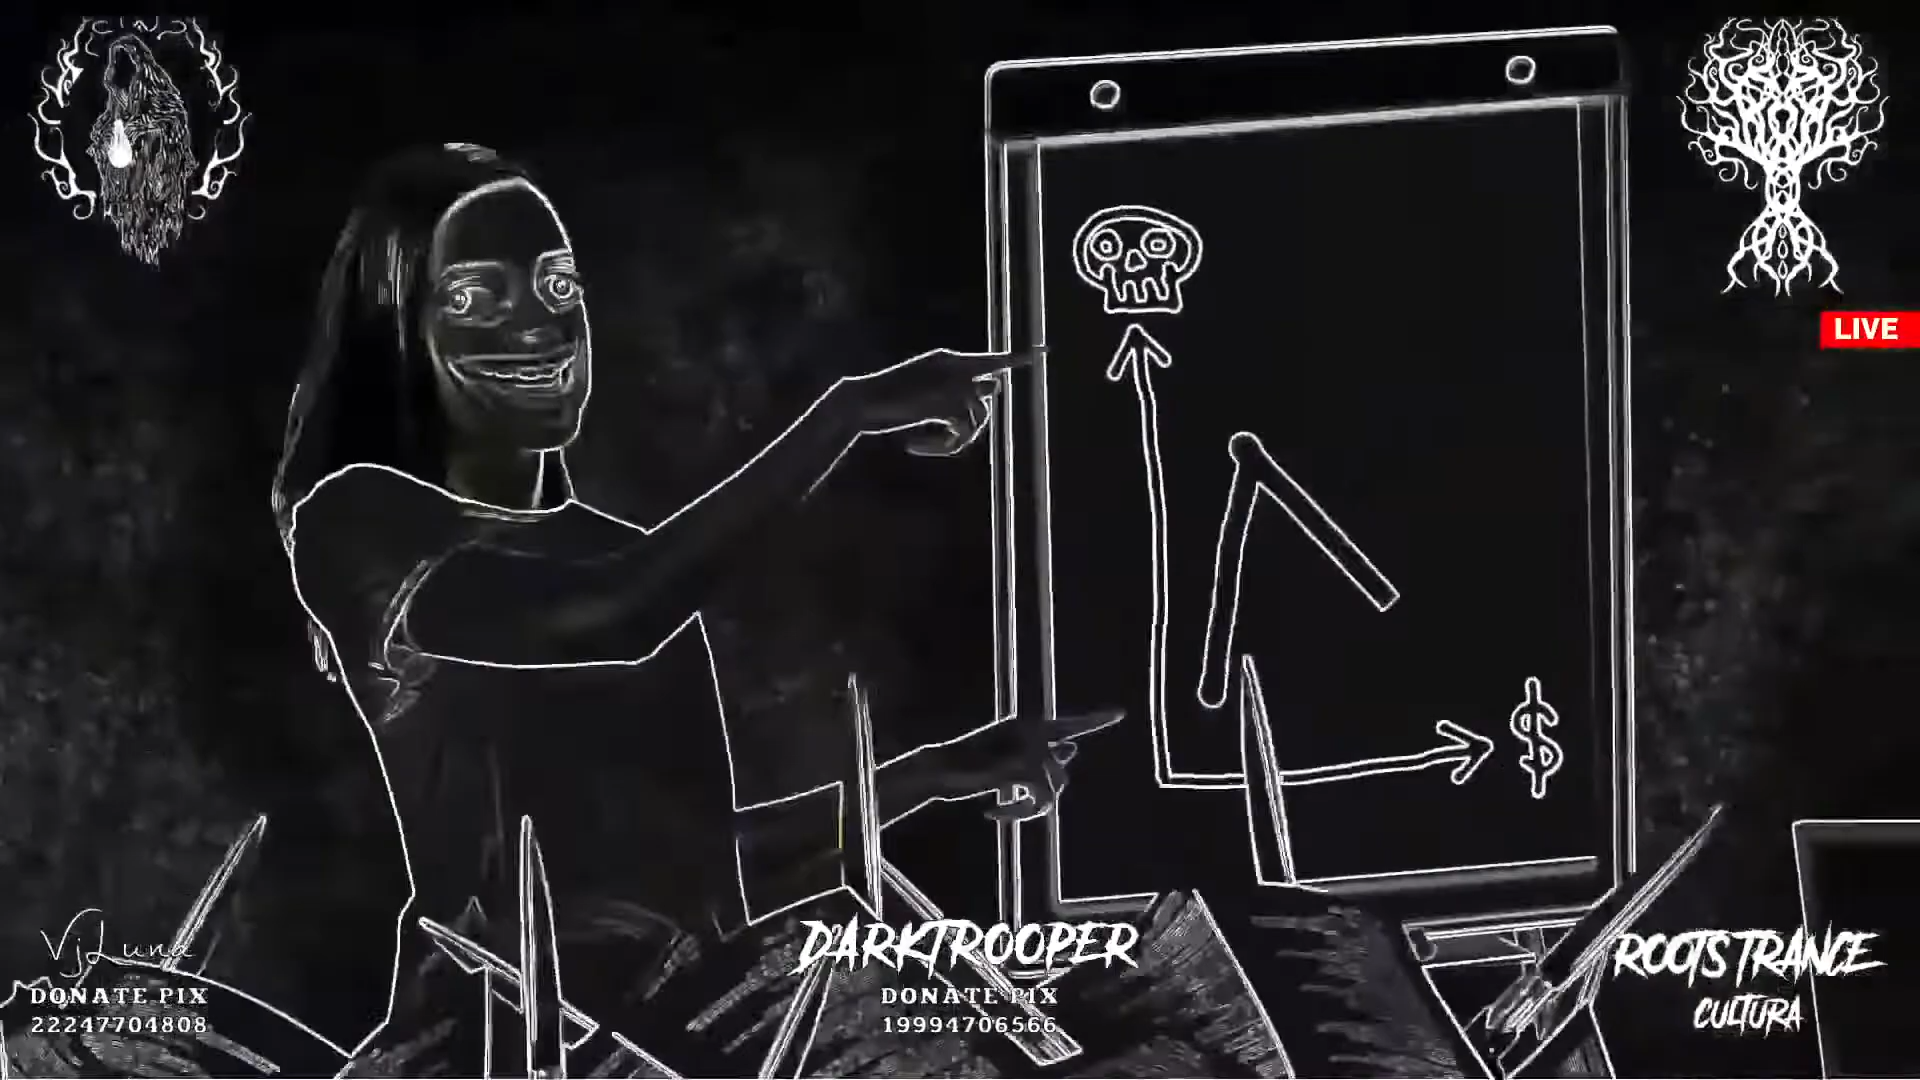 LIVE
VjLuna
DONATE PIX
22247704808
DARKTROOPER
DONATE PIX
19994706566
ROOTS TRANCE
CULTURA
$